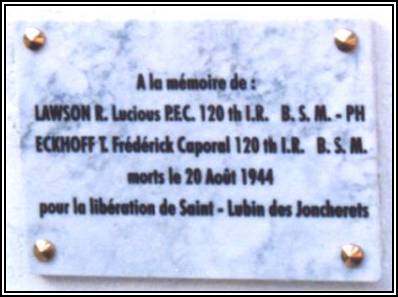 A la mémoire de :
LAWSON R. Lucious P.F.C. 120 th I.R. B. S. M. - PH
ECKHOFF T. Frédérick Caporal 120 th I.R. B. S. M.
morts le 20 Août 1944
pour la libération de Saint - Lubin des Joncherets